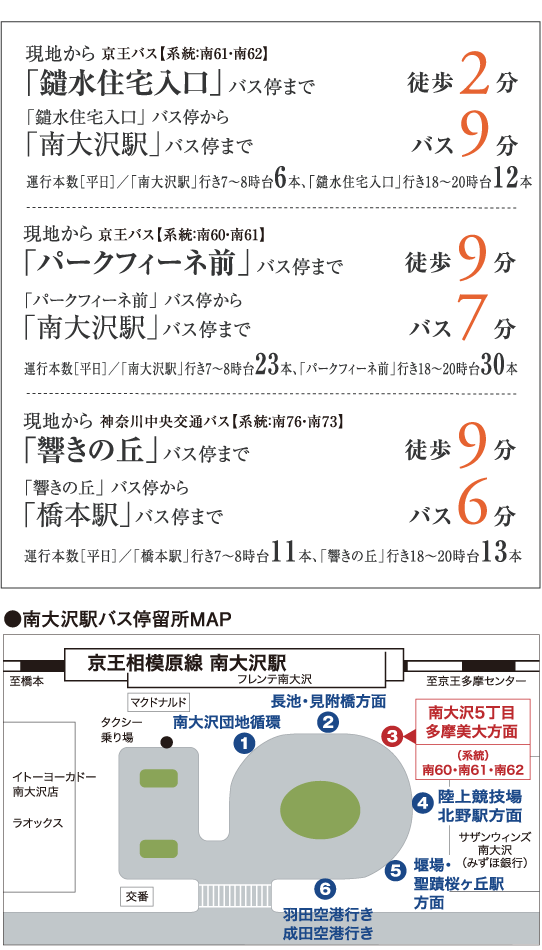 現地から 京王バス【系統:南61・南62】
「鑓水住宅入口」バス停まで 徒歩2分
「鑓水住宅入口」バス停から
「南大沢駅」バス停まで バス9分
運行本数[平日]/「南大沢駅」行き7〜8時台6本、「鑓水住宅入口」行き18〜20時台12本
現地から 京王バス【系統:南60・南61】
「パークフィーネ前」バス停まで 徒歩9分
「パークフィーネ前」バス停から
「南大沢駅」バス停まで バス7分
運行本数[平日]/「南大沢駅」行き7〜8時台23本、「パークフィーネ前」行き18〜20時台30本
現地から 神奈川中央交通バス【系統:南76・南73】
「響きの丘」バス停まで 徒歩9分
「響きの丘」バス停から
「橋本駅」バス停まで バス6分
運行本数[平日]/「橋本駅」行き7〜8時台11本、「響きの丘」行き18〜20時台13本
●南大沢駅バス停留所MAP
京王相模原線 南大沢駅
至橋本
フレンテ南大沢
至京王多摩センター
マクドナルド
長池・見附橋方面
2
南大沢5丁目
多摩美大方面
3
(系統)
南60・南61・南62
タクシー
乗り場
南大沢団地循環
1
イトーヨーカドー
南大沢店
ラオックス
4
陸上競技場
北野駅方面
サザンウィンズ
南大沢
(みずほ銀行)
5
堰場・
聖蹟桜ヶ丘駅
方面
交番
6
羽田空港行き
成田空港行き